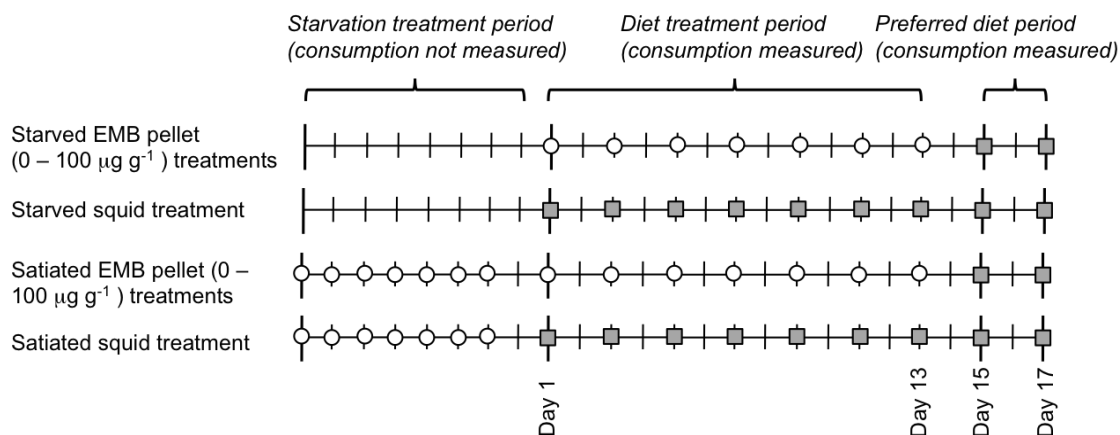 Starvation treatment period
(consumption not measured)
Diet treatment period
(consumption measured)
Preferred diet period
(consumption measured)
Starved EMB pellet
(0 – 100 μg g⁻¹ ) treatments
Starved squid treatment
Satiated EMB pellet (0 –
100 μg g⁻¹ ) treatments
Satiated squid treatment
Day 1
Day 13
Day 15
Day 17